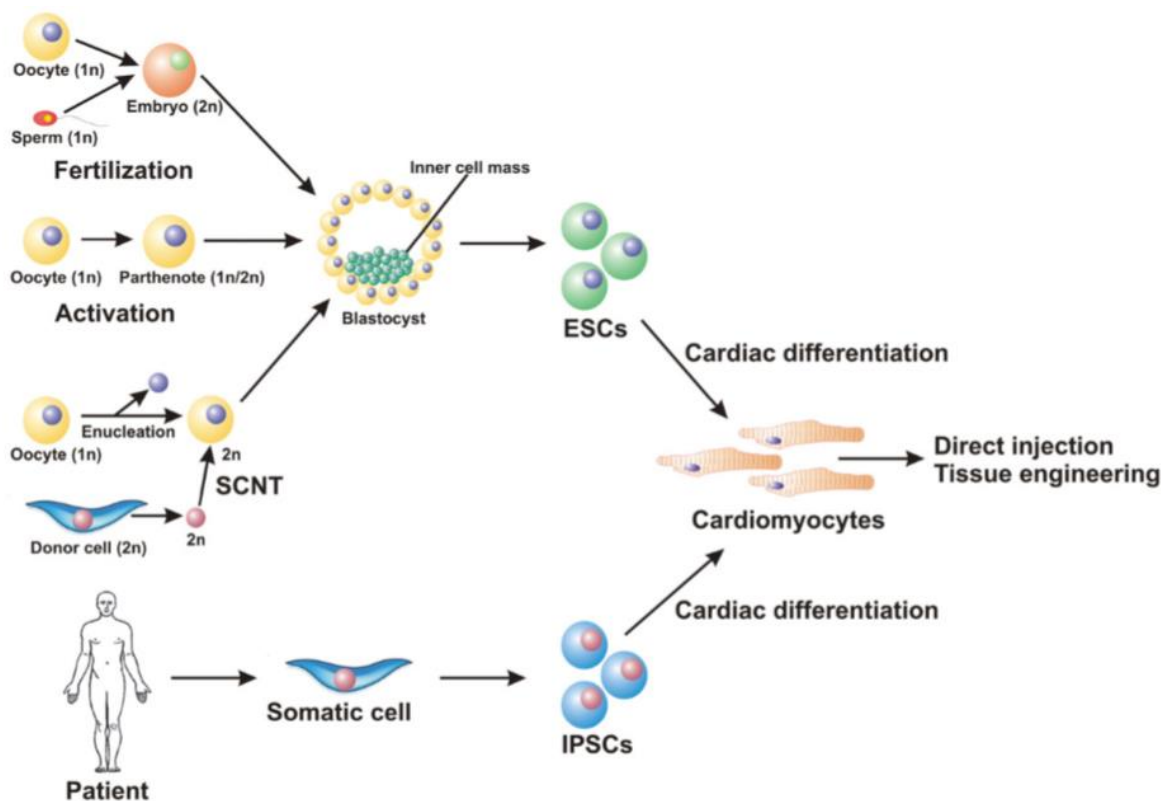 Oocyte (1n)
Embryo (2n)
Sperm (1n)
Fertilization
Inner cell mass
Oocyte (1n)
Parthenote (1n/2n)
Activation
Blastocyst
ESCs
Cardiac differentiation
Enucleation
Oocyte (1n)
2n
SCNT
Donor cell (2n)
2n
Direct injection
Tissue engineering
Cardiomyocytes
Cardiac differentiation
Somatic cell
IPSCs
Patient